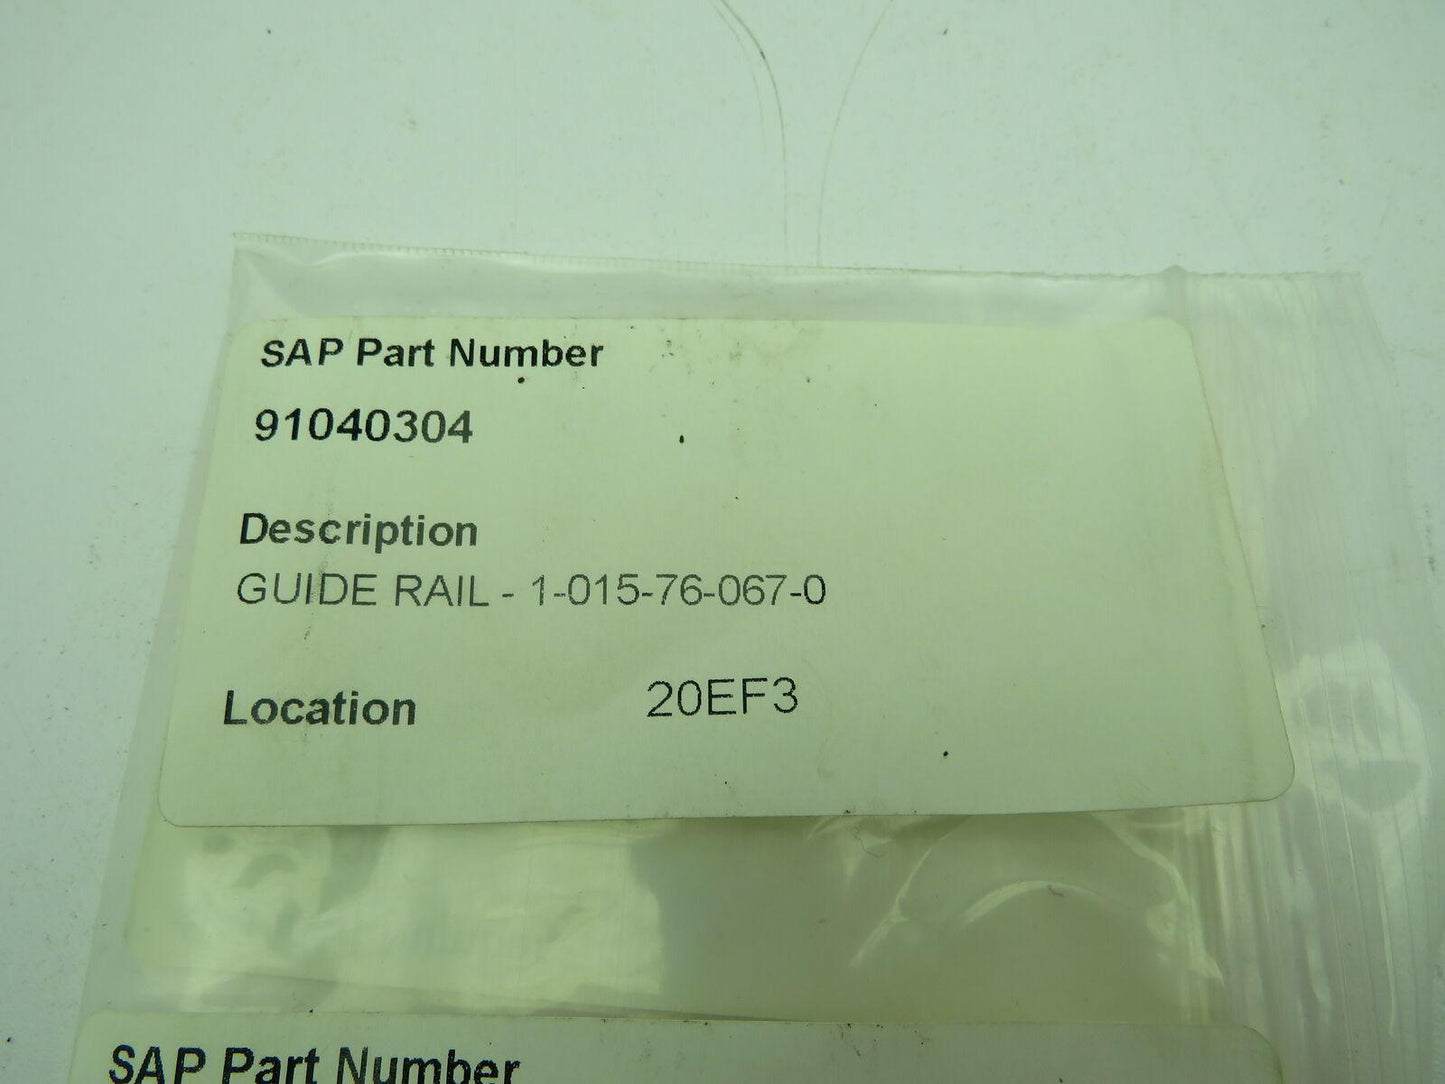 SAP Part Number
91040304
Description
GUIDE RAIL - 1-015-76-067-0
Location 20EF3
SAP Part Number